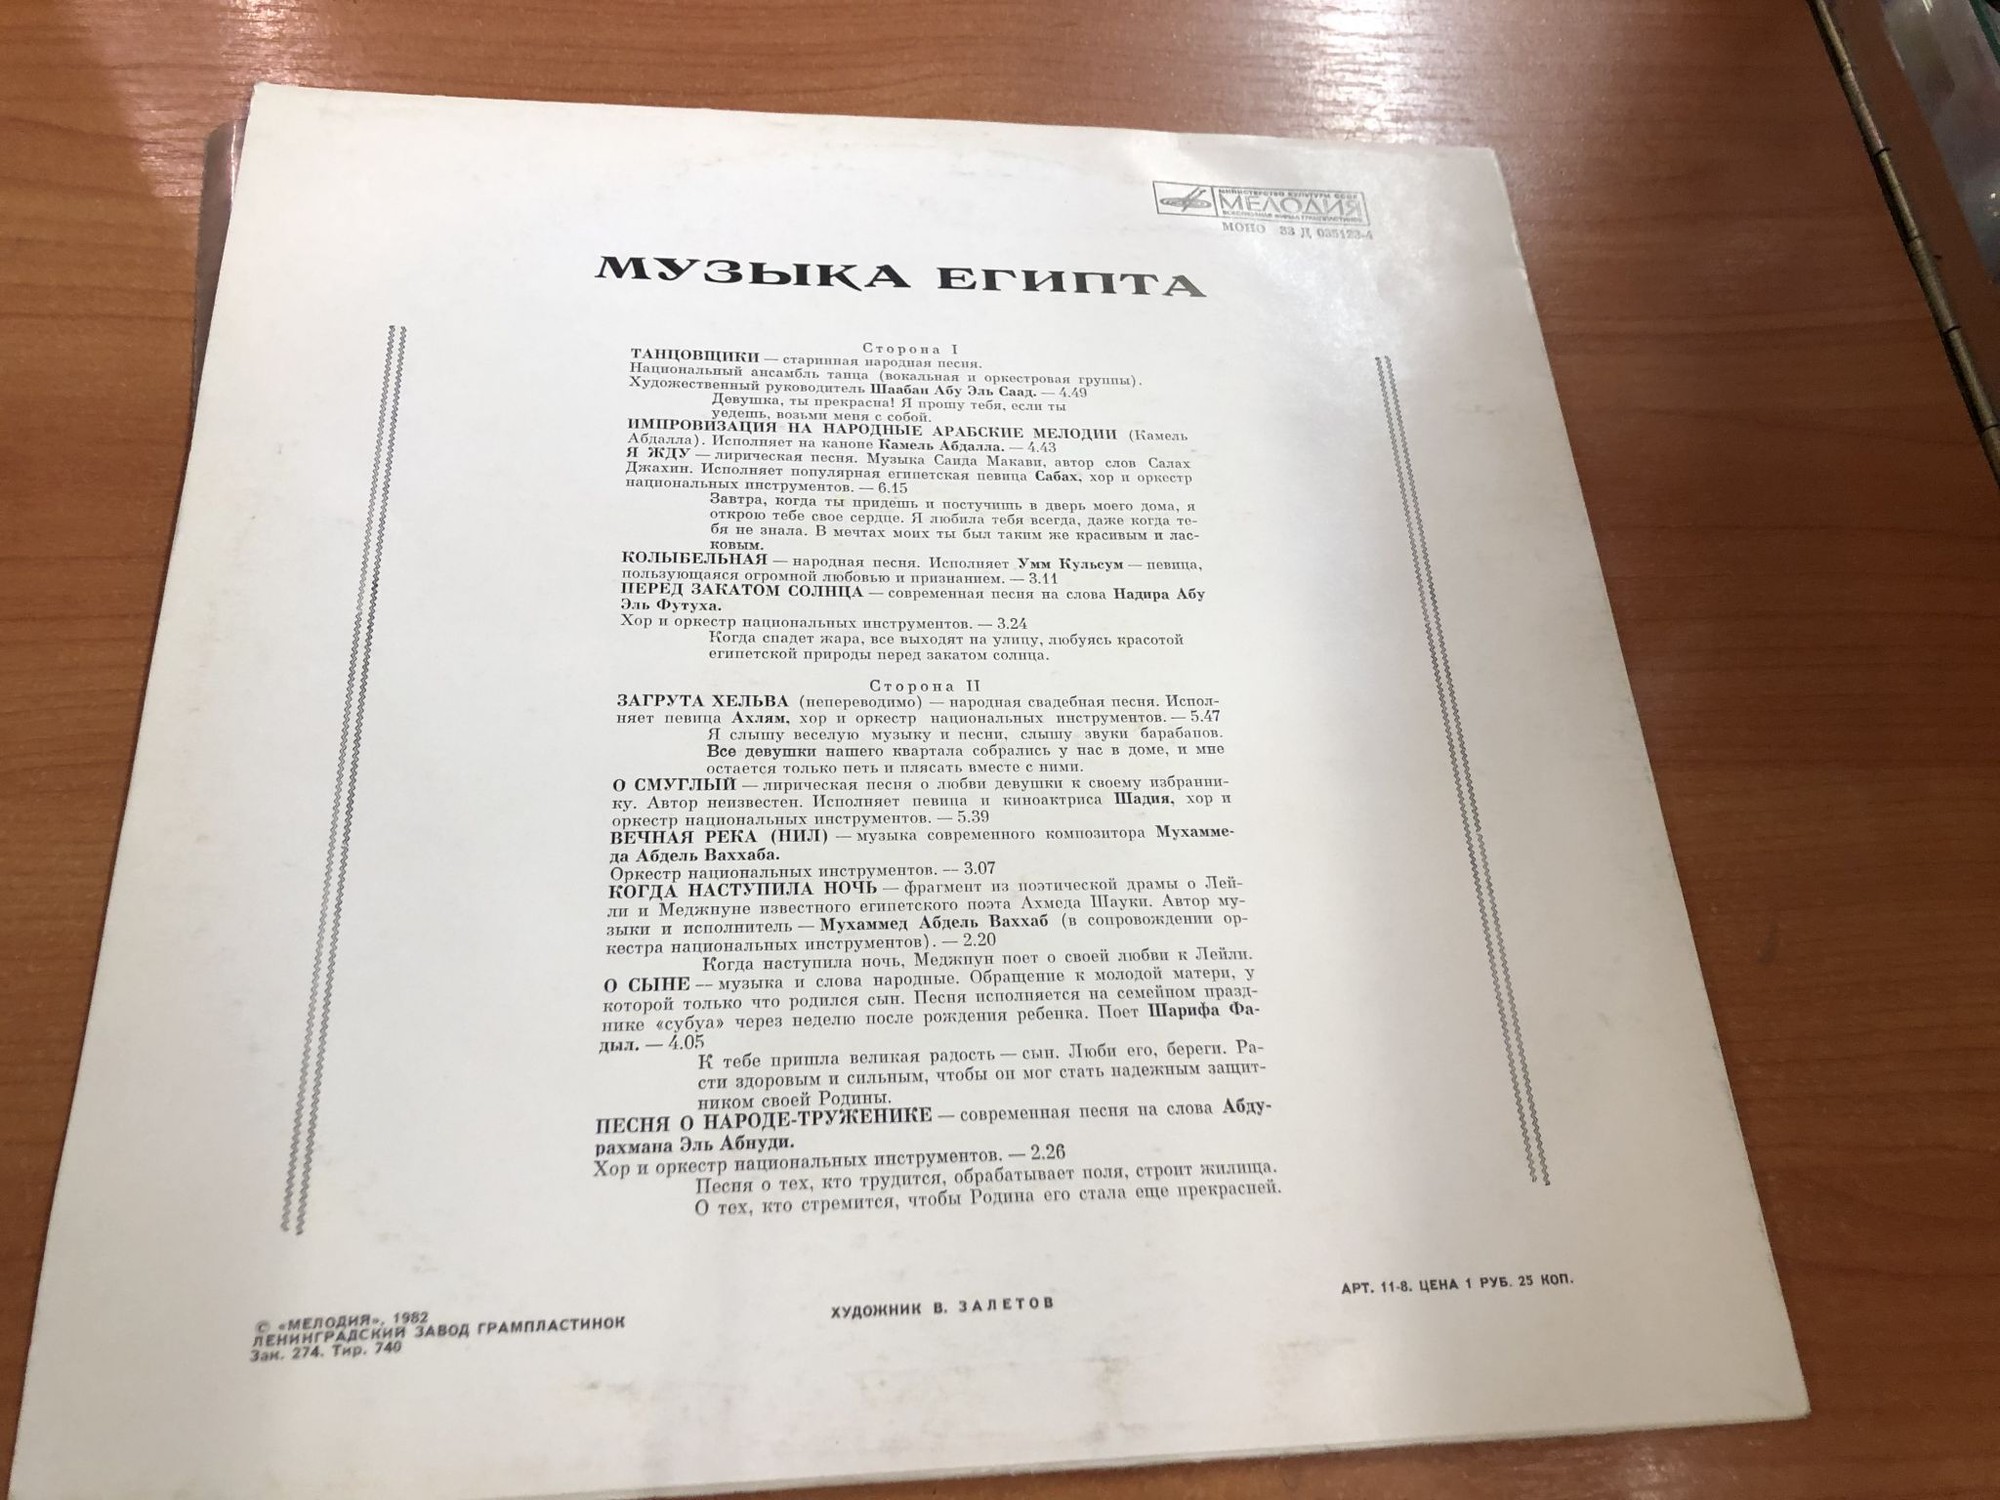 МИНИСТЕРСТВО КУЛЬТУРЫ СССР
МЕЛОДИЯ
ВСЕСОЮЗНАЯ ФИРМА ГРАМПЛАСТИНОК
МОНО 33 Д 035123-4
МУЗЫКА ЕГИПТА
Сторона I
ТАНЦОВЩИКИ — старинная народная песня.
Национальный ансамбль танца (вокальная и оркестровая группы).
Художественный руководитель Шаабан Абу Эль Саад. — 4.49
Девушка, ты прекрасна! Я прошу тебя, если ты
уедешь, возьми меня с собой.
ИМПРОВИЗАЦИЯ НА НАРОДНЫЕ АРАБСКИЕ МЕЛОДИИ (Камель
Абдалла). Исполняет на каноне Камель Абдалла. — 4.43
Я ЖДУ — лирическая песня. Музыка Саида Макави, автор слов Салах
Джахин. Исполняет популярная египетская певица Сабах, хор и оркестр
национальных инструментов. — 6.15
Завтра, когда ты придешь и постучишь в дверь моего дома, я
открою тебе свое сердце. Я любила тебя всегда, даже когда те-
бя не знала. В мечтах моих ты был таким же красивым и лас-
ковым.
КОЛЫБЕЛЬНАЯ — народная песня. Исполняет Умм Кульсум — певица,
пользующаяся огромной любовью и признанием. — 3.11
ПЕРЕД ЗАКАТОМ СОЛНЦА — современная песня на слова Надира Абу
Эль Футуха.
Хор и оркестр национальных инструментов. — 3.24
Когда спадет жара, все выходят на улицу, любуясь красотой
египетской природы перед закатом солнца.
Сторона II
ЗАГРУТА ХЕЛЬВА (непереводимо) — народная свадебная песня. Испол-
няет певица Ахлям, хор и оркестр национальных инструментов. — 5.47
Я слышу веселую музыку и песни, слышу звуки барабанов.
Все девушки нашего квартала собрались у нас в доме, и мне
остается только петь и плясать вместе с ними.
О СМУГЛЫЙ — лирическая песня о любви девушки к своему избранни-
ку. Автор неизвестен. Исполняет певица и киноактриса Шадия, хор и
оркестр национальных инструментов. — 5.39
ВЕЧНАЯ РЕКА (НИЛ) — музыка современного композитора Мухамме-
да Абдель Ваххаба.
Оркестр национальных инструментов. — 3.07
КОГДА НАСТУПИЛА НОЧЬ — фрагмент из поэтической драмы о Лей-
ли и Меджнуне известного египетского поэта Ахмеда Шауки. Автор му-
зыки и исполнитель — Мухаммед Абдель Ваххаб (в сопровождении ор-
кестра национальных инструментов). — 2.20
Когда наступила ночь, Меджнун поет о своей любви к Лейли.
О СЫНЕ — музыка и слова народные. Обращение к молодой матери, у
которой только что родился сын. Песня исполняется на семейном празд-
нике «субуа» через неделю после рождения ребенка. Поет Шарифа Фа-
дыл. — 4.05
К тебе пришла великая радость — сын. Люби его, береги. Ра-
сти здоровым и сильным, чтобы он мог стать надежным защит-
ником своей Родины.
ПЕСНЯ О НАРОДЕ-ТРУЖЕНИКЕ — современная песня на слова Абду-
рахмана Эль Абнуди.
Хор и оркестр национальных инструментов. — 2.26
Песня о тех, кто трудится, обрабатывает поля, строит жилища.
О тех, кто стремится, чтобы Родина его стала еще прекрасней.
АРТ. 11-8. ЦЕНА 1 РУБ. 25 КОП.
ХУДОЖНИК В. ЗАЛЕТОВ
© «МЕЛОДИЯ», 1982
ЛЕНИНГРАДСКИЙ ЗАВОД ГРАМПЛАСТИНОК
Зак. 274. Тир. 740